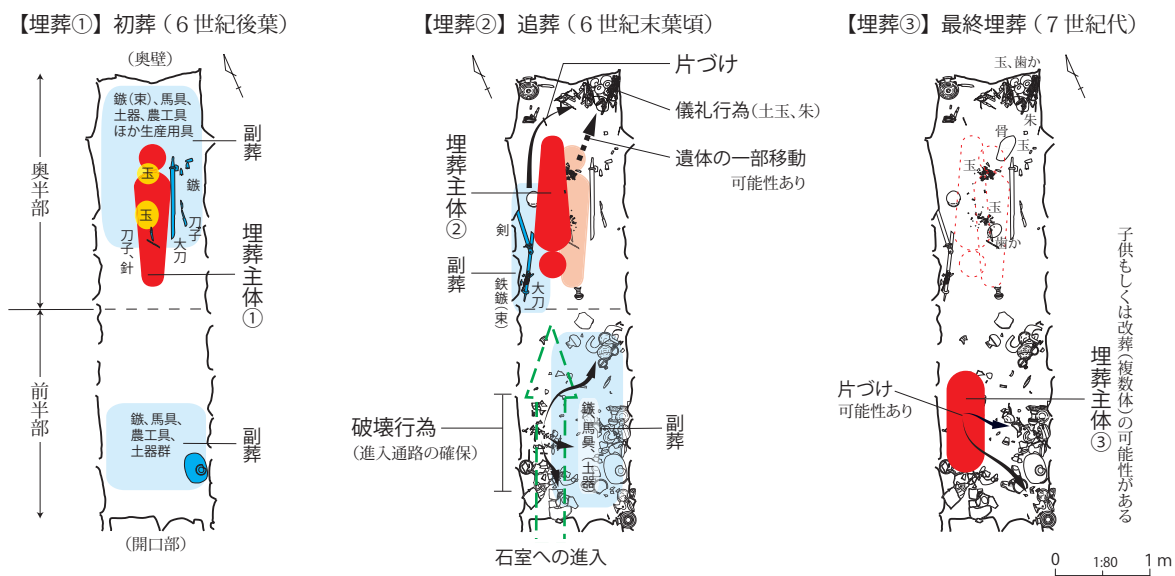 【埋葬①】初葬（６世紀後葉）
（奥壁）
鏃（束）、馬具、
土器、農工具
ほか生産用具
副葬
玉
玉
鏃
刀子
大刀
刀子、針
埋葬主体①
奥半部
前半部
鏃、馬具、
農工具、
土器群
副葬
（開口部）
【埋葬②】追葬（６世紀末葉頃）
片づけ
儀礼行為（土玉、朱）
遺体の一部移動
可能性あり
埋葬主体②
剣
副葬
大刀
鉄鏃（束）
破壊行為
（進入通路の確保）
鏃、馬具、土器
副葬
石室への進入
【埋葬③】最終埋葬（７世紀代）
玉、歯か
朱
骨
玉
玉
玉
歯か
子供もしくは改葬（複数体）の可能性がある
埋葬主体③
片づけ
可能性あり
0 1:80 1 m